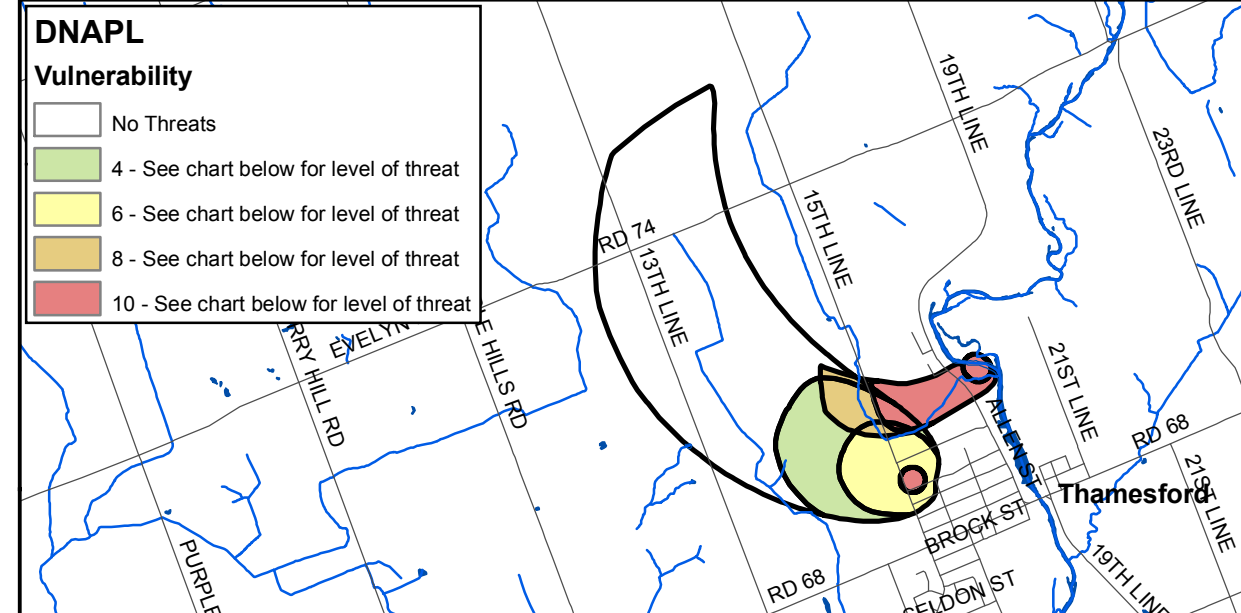 DNAPL
Vulnerability
No Threats
4 - See chart below for level of threat
6 - See chart below for level of threat
8 - See chart below for level of threat
10 - See chart below for level of threat
19TH LINE
23RD LINE
15TH LINE
RD 74
13TH LINE
EVELYN
RRY HILL RD
E HILLS RD
21ST LINE
ALLEN ST
RD 68
Thamesford
21ST LINE
BROCK ST
19TH LINE
PURPLE
RD 68
SELDON ST